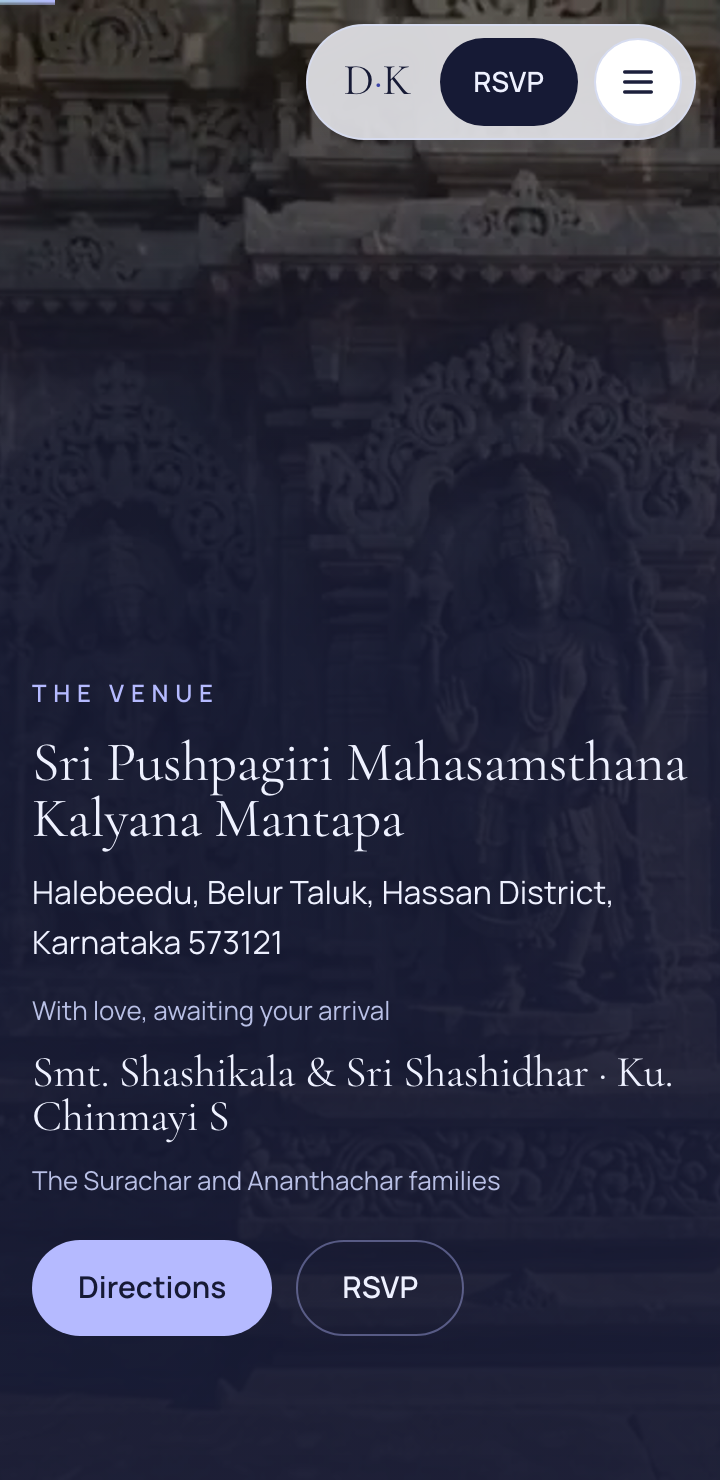 D·K
RSVP
THE VENUE
Sri Pushpagiri Mahasamsthana
Kalyana Mantapa
Halebeedu, Belur Taluk, Hassan District,
Karnataka 573121
With love, awaiting your arrival
Smt. Shashikala & Sri Shashidhar · Ku.
Chinmayi S
The Surachar and Ananthachar families
Directions
RSVP